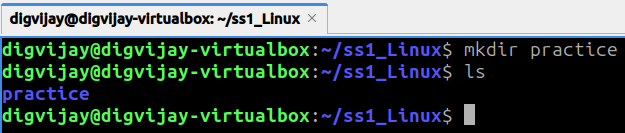 digvijay@digvijay-virtualbox: ~/ss1_Linux ×
digvijay@digvijay-virtualbox:~/ss1_Linux$ mkdir practice
digvijay@digvijay-virtualbox:~/ss1_Linux$ ls
practice
digvijay@digvijay-virtualbox:~/ss1_Linux$